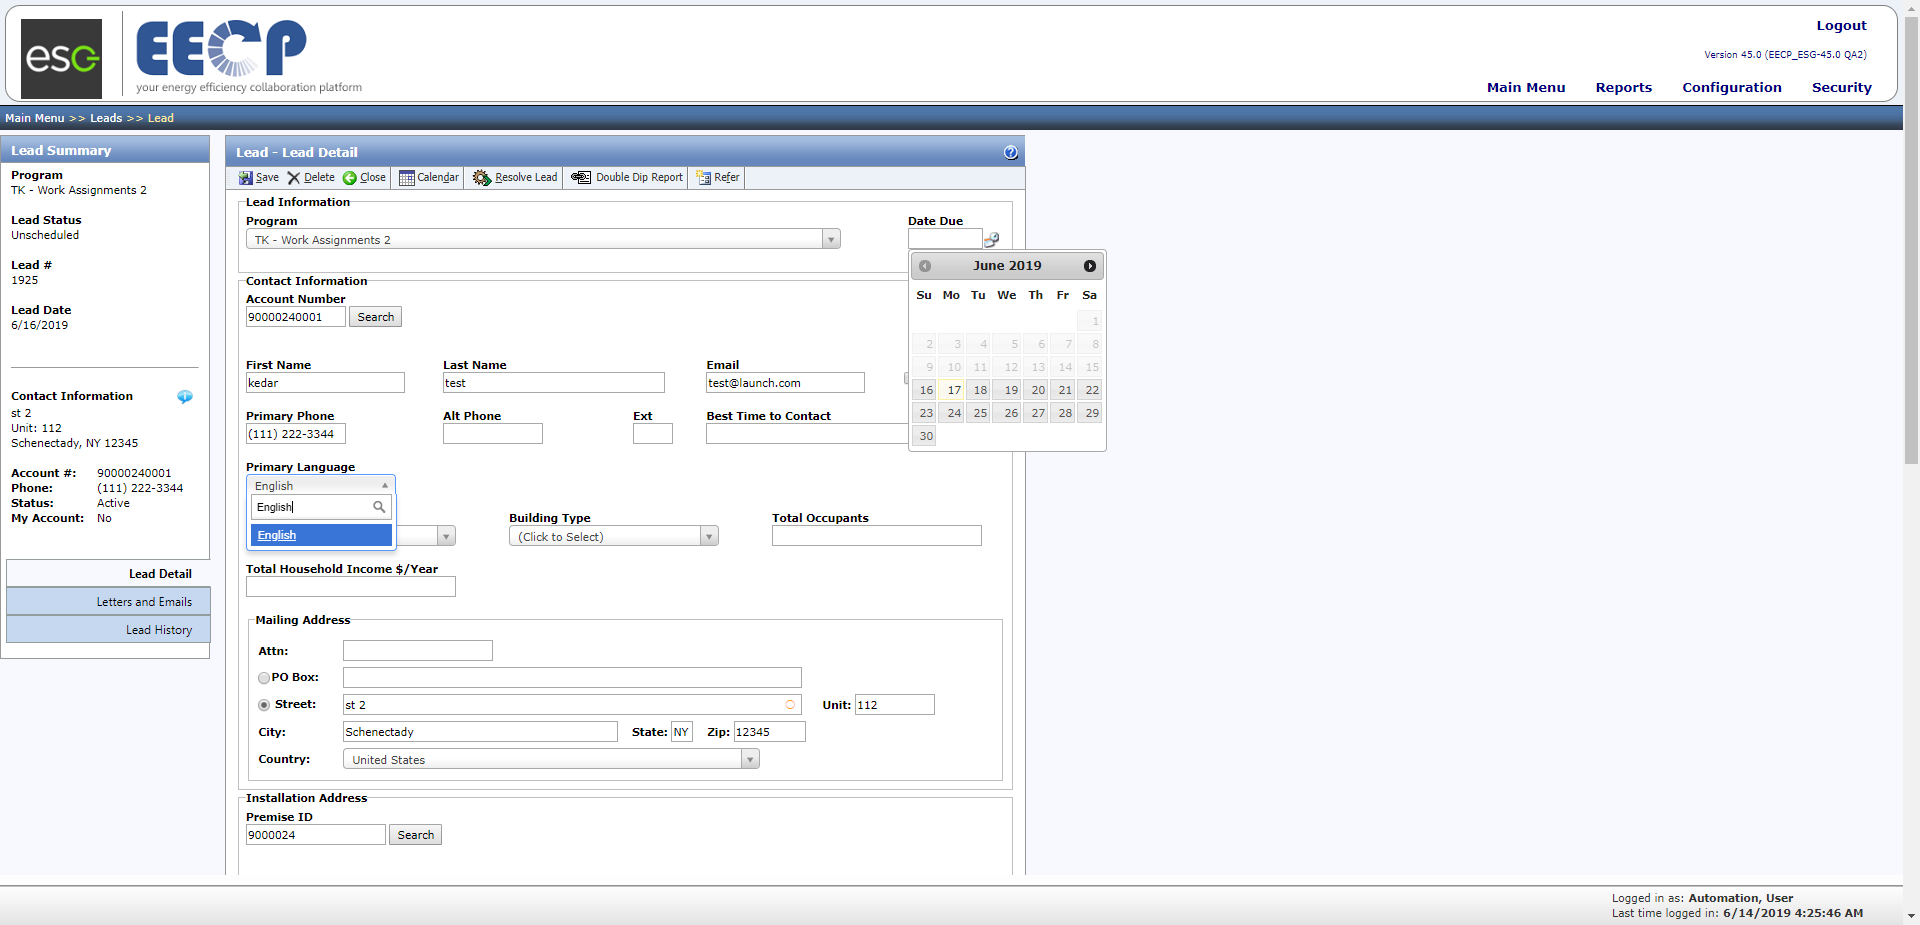 esg
EECP
your energy efficiency collaboration platform
Logout
Version 45.0 (EECP_ESG-45.0 QA2)
Main Menu Reports Configuration Security
Main Menu >> Leads >> Lead
Lead Summary
Program
TK - Work Assignments 2
Lead Status
Unscheduled
Lead #
1925
Lead Date
6/16/2019
Contact Information
st 2
Unit: 112
Schenectady, NY 12345
Account #: 90000240001
Phone: (111) 222-3344
Status: Active
My Account: No
Lead Detail
Letters and Emails
Lead History
Lead - Lead Detail
Save Delete Close Calendar Resolve Lead Double Dip Report Refer
Lead Information
Program
TK - Work Assignments 2
Date Due
June 2019
Su Mo Tu We Th Fr Sa
1
2 3 4 5 6 7 8
9 10 11 12 13 14 15
16 17 18 19 20 21 22
23 24 25 26 27 28 29
30
Contact Information
Account Number
90000240001 Search
First Name Last Name Email
kedar test test@launch.com
Primary Phone Alt Phone Ext Best Time to Contact
(111) 222-3344
Primary Language
English
English
English
Building Type Total Occupants
(Click to Select)
Total Household Income $/Year
Mailing Address
Attn:
PO Box:
Street: st 2 Unit: 112
City: Schenectady State: NY Zip: 12345
Country: United States
Installation Address
Premise ID
9000024 Search
Logged in as: Automation, User
Last time logged in: 6/14/2019 4:25:46 AM